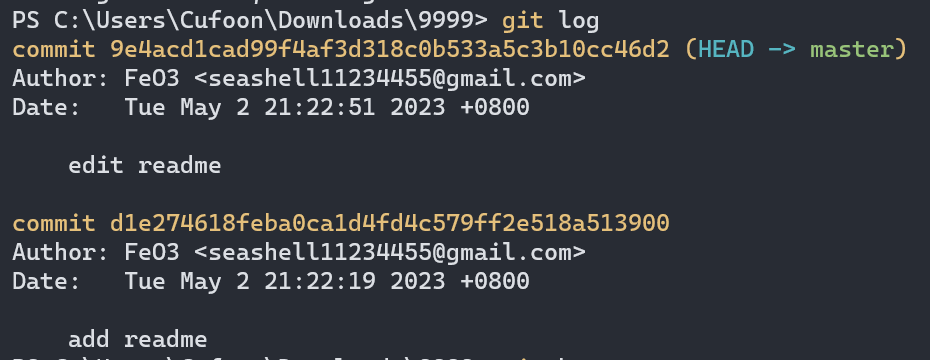 PS C:\Users\Cufoon\Downloads\9999> git log
commit 9e4acd1cad99f4af3d318c0b533a5c3b10cc46d2 (HEAD -> master)
Author: FeO3 <seashell11234455@gmail.com>
Date:   Tue May 2 21:22:51 2023 +0800
edit readme
commit d1e274618feba0ca1d4fd4c579ff2e518a513900
Author: FeO3 <seashell11234455@gmail.com>
Date:   Tue May 2 21:22:19 2023 +0800
add readme